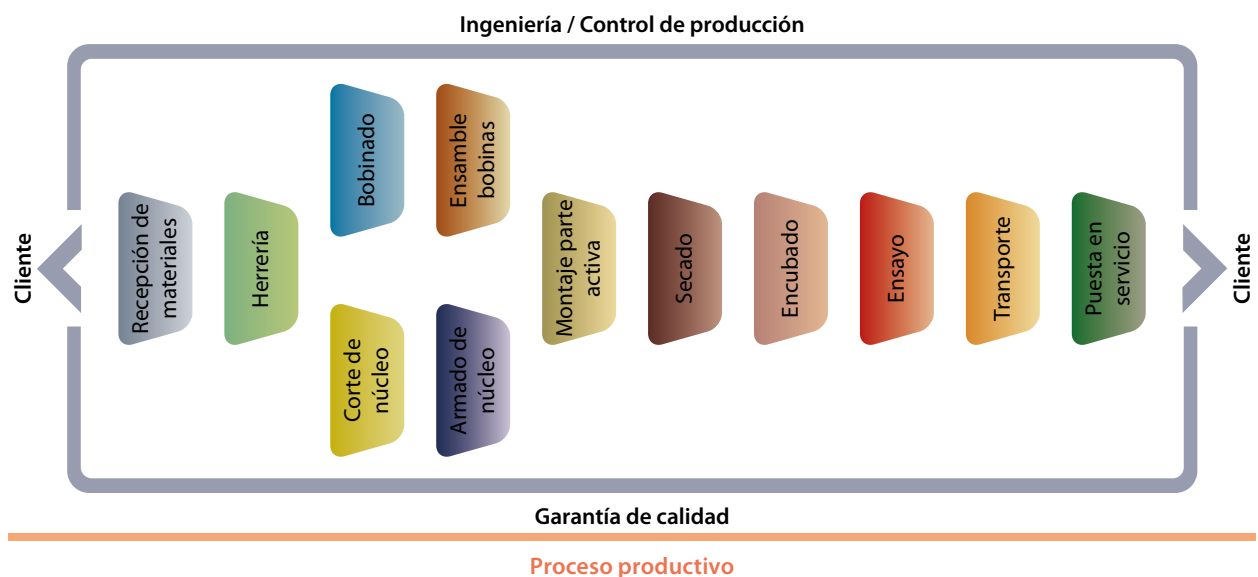 Ingeniería / Control de producción
Cliente
Recepción de
materiales
Herrería
Bobinado
Corte de
núcleo
Ensamble
bobinas
Armado de
núcleo
Montaje parte
activa
Secado
Encubado
Ensayo
Transporte
Puesta en
servicio
Cliente
Garantía de calidad
Proceso productivo